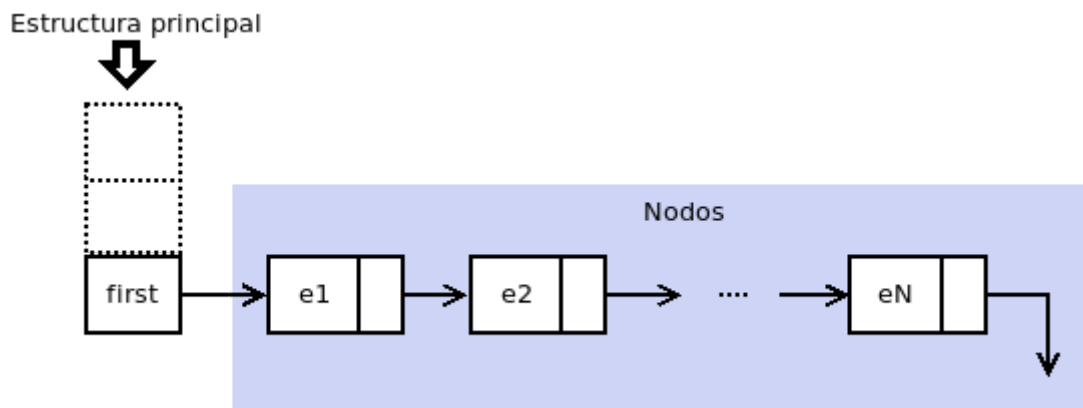 Estructura principal
Nodos
first
e1
e2
....
eN